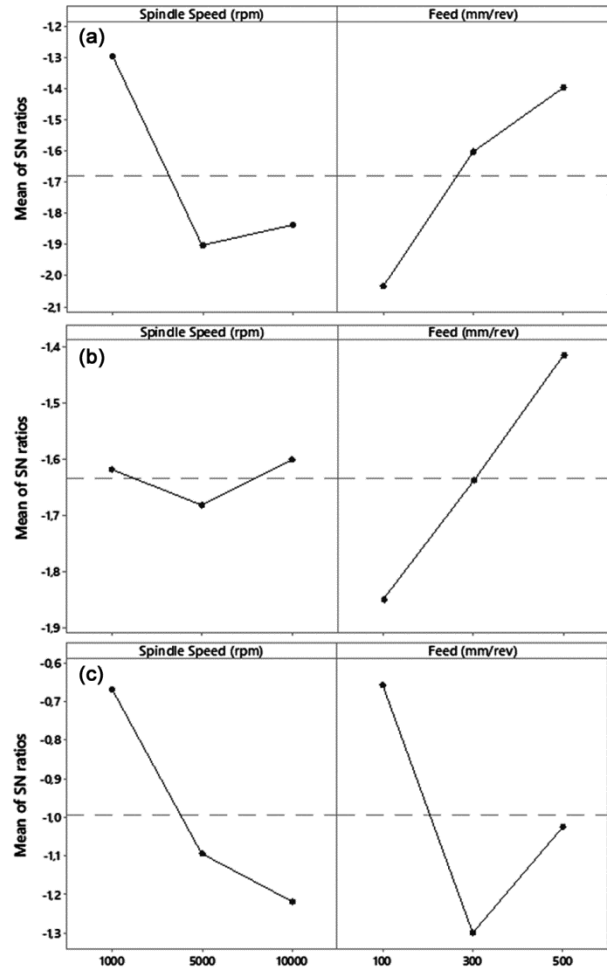 (a)
Spindle Speed (rpm)
Feed (mm/rev)
Mean of SN ratios
-1.2
-1.3
-1.4
-1.5
-1.6
-1.7
-1.8
-1.9
-2.0
-2.1
(b)
Spindle Speed (rpm)
Feed (mm/rev)
Mean of SN ratios
-1,4
-1,5
-1,6
-1,7
-1,8
-1,9
(c)
Spindle Speed (rpm)
Feed (mm/rev)
Mean of SN ratios
-0.6
-0.7
-0.8
-0.9
-1.0
-1.1
-1.2
-1.3
1000 5000 10000 100 300 500